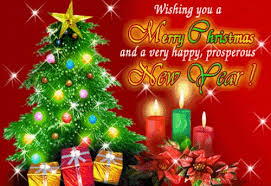 Wishing you a
Merry Christmas
and a very happy, prosperous
New Year !